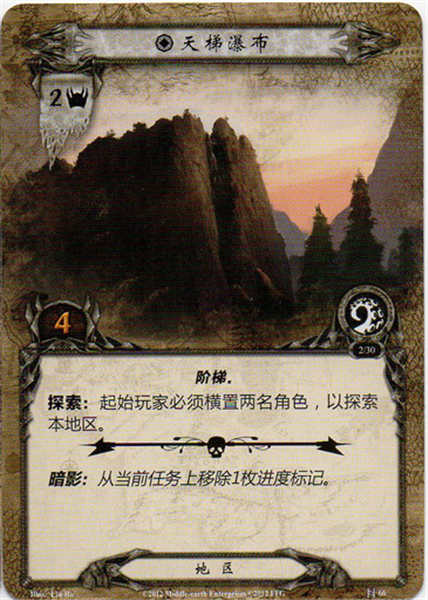 天梯瀑布
2
4
2/30
阶梯.
探索: 起始玩家必须横置两名角色，以探索
本地区。
暗影: 从当前任务上移除1枚进度标记。
地区
©2012 Middle-earth Enterprises ©2012 FFG
66